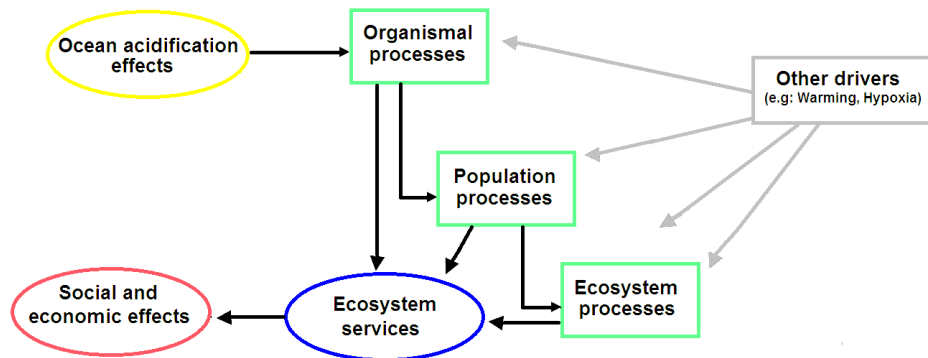 Ocean acidification
effects
Organismal
processes
Other drivers
(e.g: Warming, Hypoxia)
Population
processes
Ecosystem
processes
Ecosystem
services
Social and
economic effects